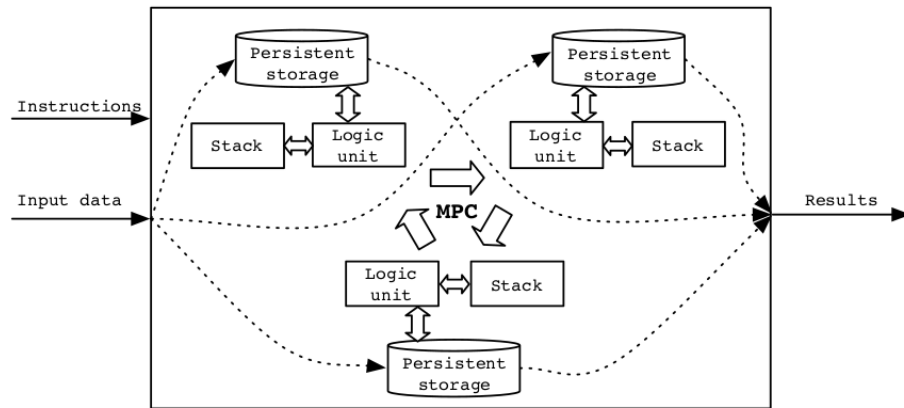 Persistent
storage
Persistent
storage
Instructions
Stack
Logic
unit
Logic
unit
Stack
Input data
MPC
Results
Logic
unit
Stack
Persistent
storage